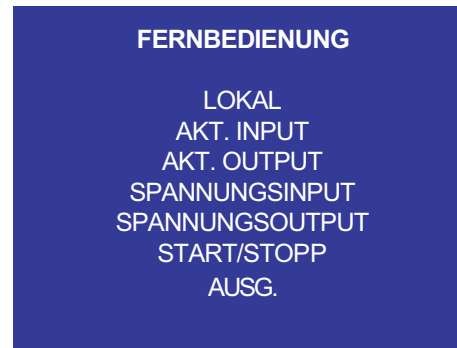 FERNBEDIENUNG
LOKAL
AKT. INPUT
AKT. OUTPUT
SPANNUNGSINPUT
SPANNUNGSOUTPUT
START/STOPP
AUSG.